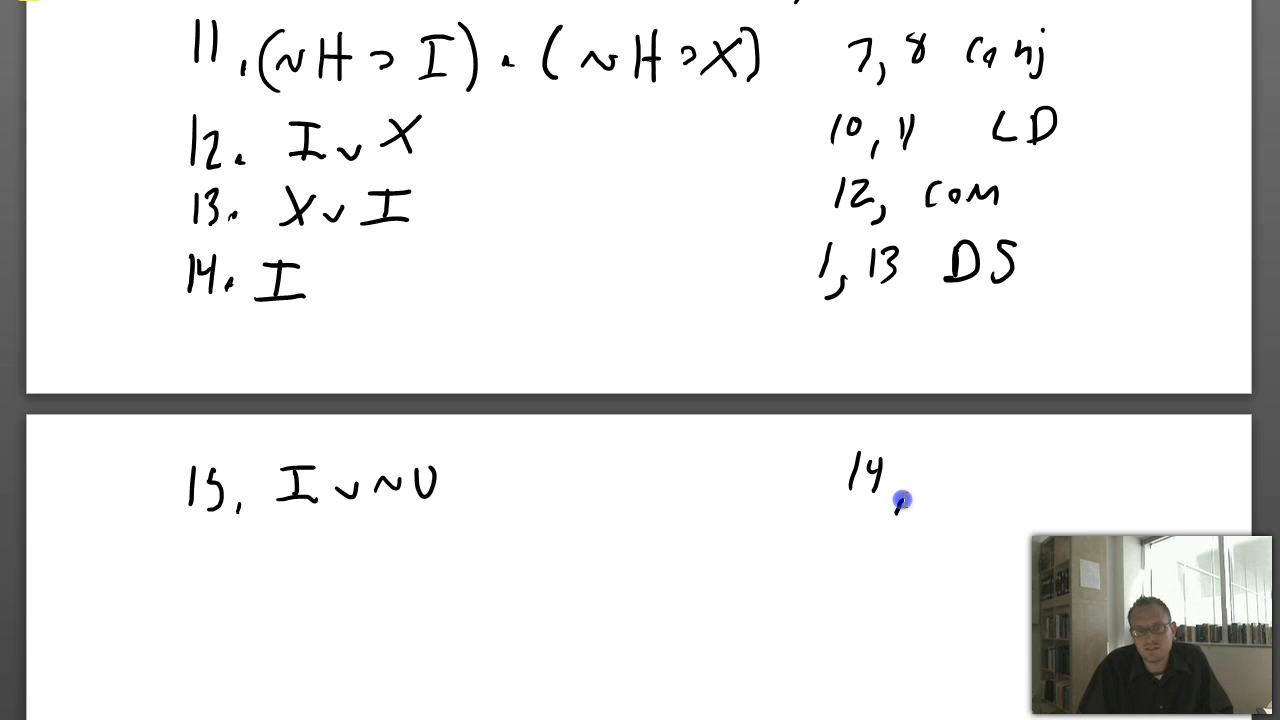 11. (~H ⊃ I) • (~H ⊃ X) 7, 8 conj
12. I v X 10, 11 CD
13. X v I 12, com
14. I 1, 13 DS
15. I v ~U 14,